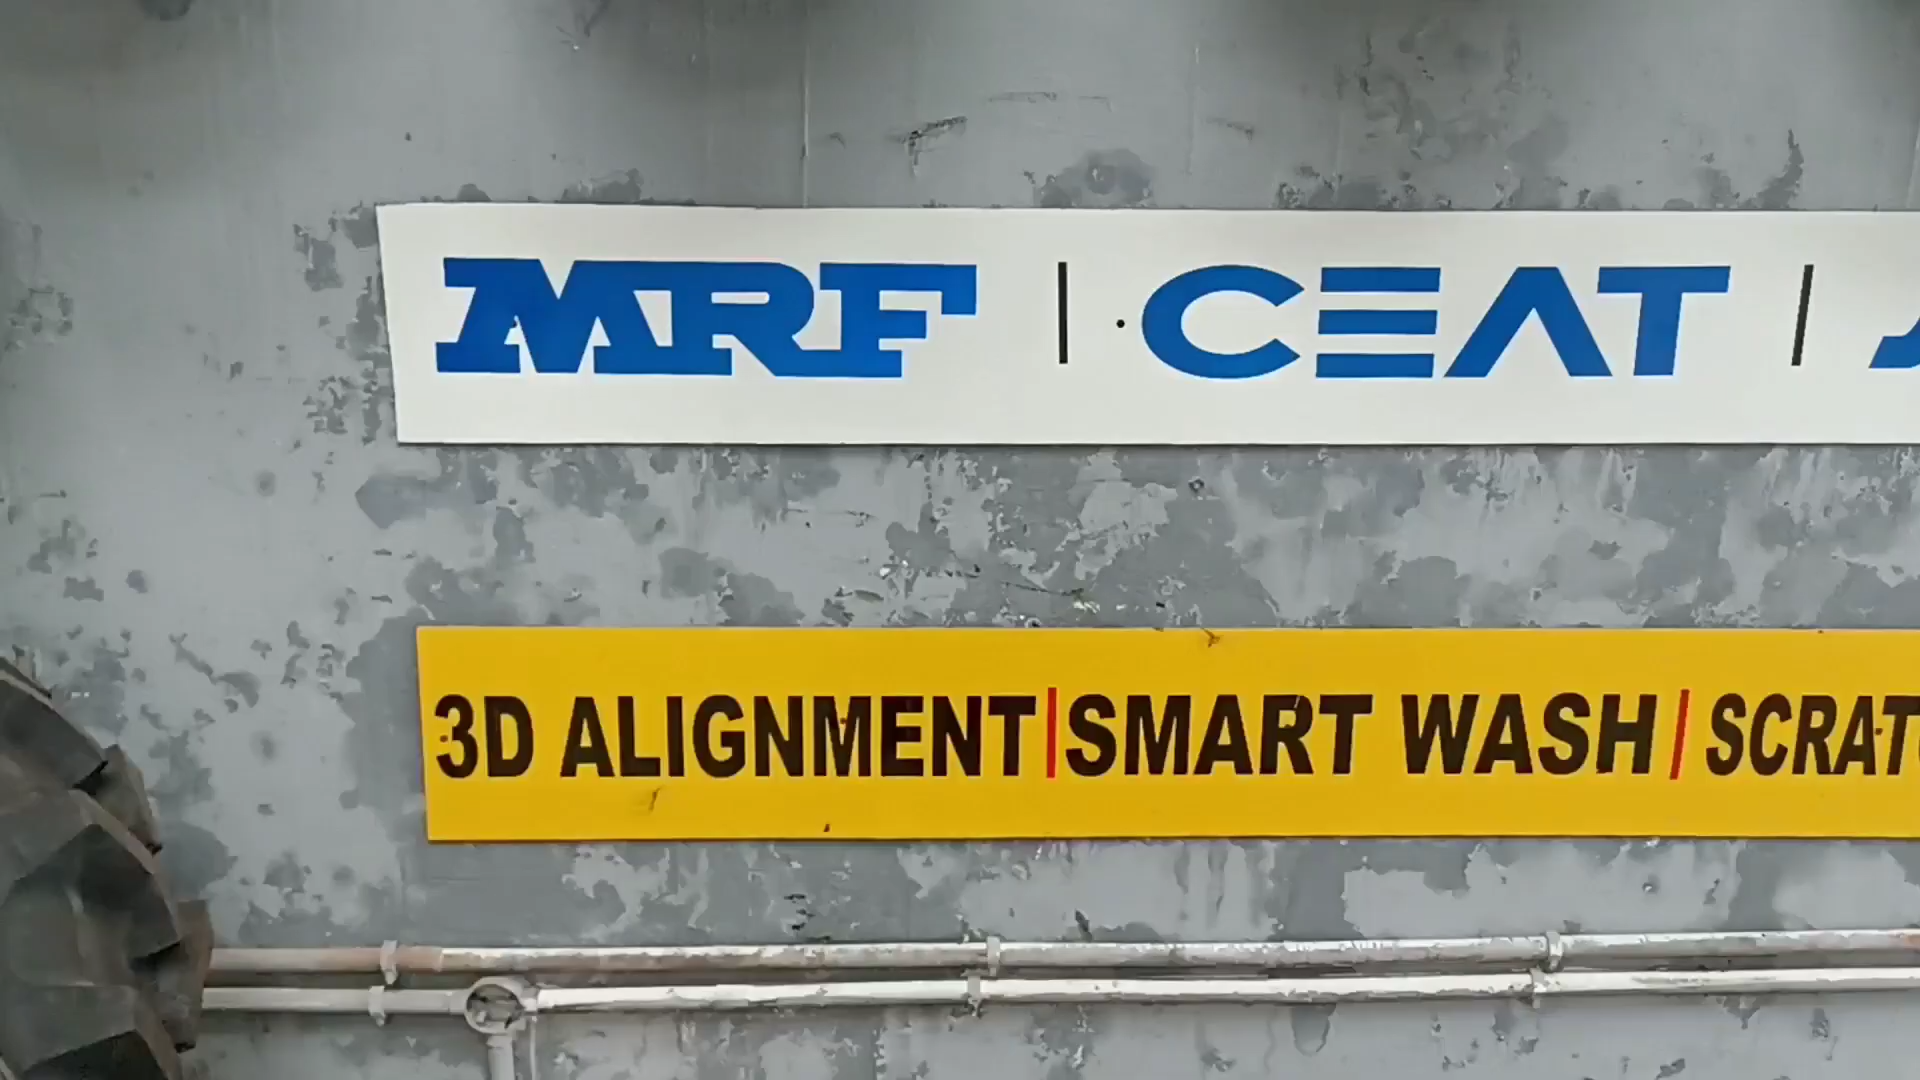 MRF | CEAT |
3D ALIGNMENT|SMART WASH/